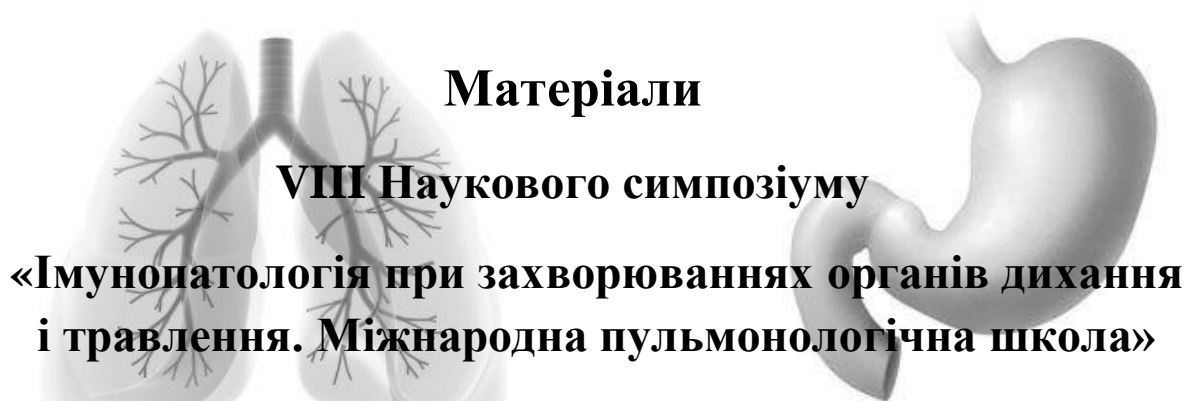 Матеріали
VIII Наукового симпозіуму
«Імунопатологія при захворюваннях органів дихання
і травлення. Міжнародна пульмонологічна школа»